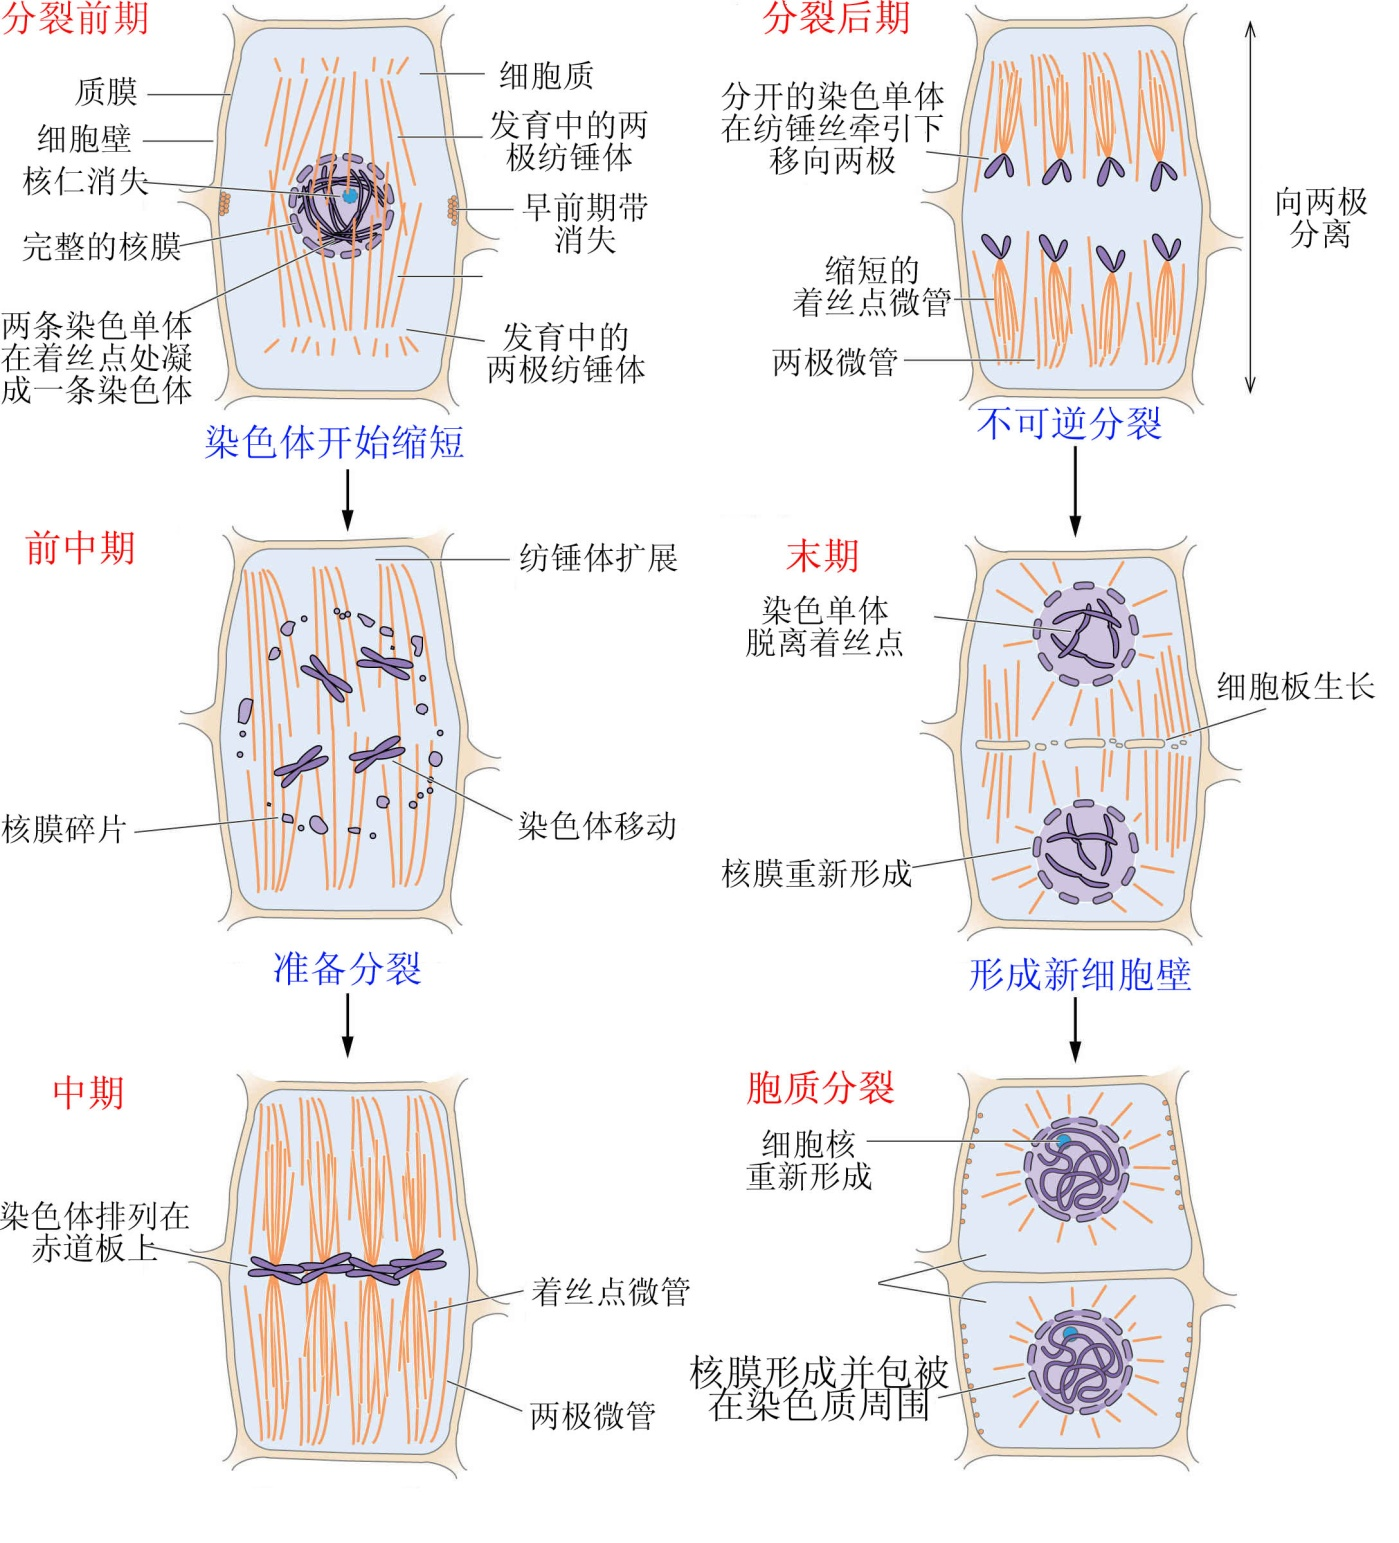 分裂前期
质膜
细胞壁
核仁消失
完整的核膜
两条染色单体
在着丝点处凝
成一条染色体
细胞质
发育中的两
极纺锤体
早前期带
消失
发育中的
两极纺锤体
染色体开始缩短
前中期
纺锤体扩展
核膜碎片
染色体移动
准备分裂
中期
染色体排列在
赤道板上
着丝点微管
两极微管
分裂后期
分开的染色单体
在纺锤丝牵引下
移向两极
向两极
分离
缩短的
着丝点微管
两极微管
不可逆分裂
末期
染色单体
脱离着丝点
细胞板生长
核膜重新形成
形成新细胞壁
胞质分裂
细胞核
重新形成
核膜形成并包被
在染色质周围